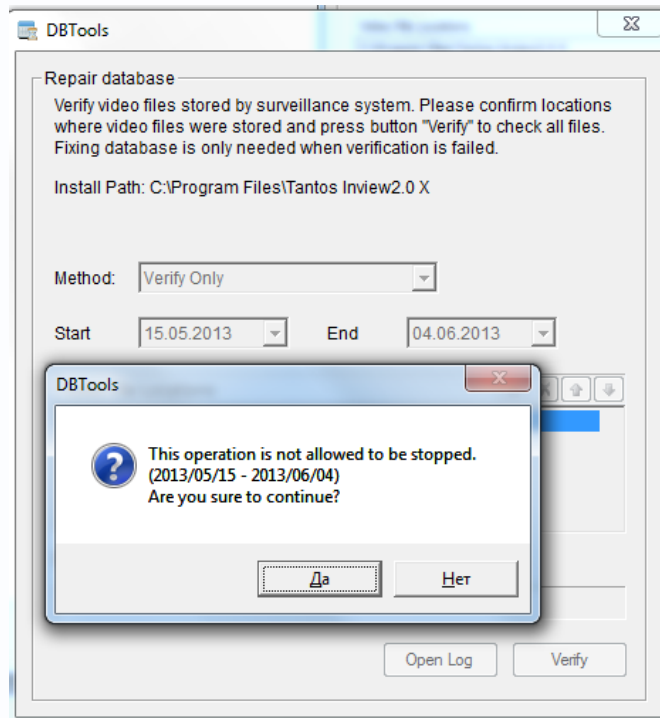 DBTools
Repair database
Verify video files stored by surveillance system. Please confirm locations
where video files were stored and press button "Verify" to check all files.
Fixing database is only needed when verification is failed.
Install Path: C:\Program Files\Tantos Inview2.0 X
Method: Verify Only
Start 15.05.2013 End 04.06.2013
DBTools
This operation is not allowed to be stopped.
(2013/05/15 - 2013/06/04)
Are you sure to continue?
Да Нет
Open Log Verify